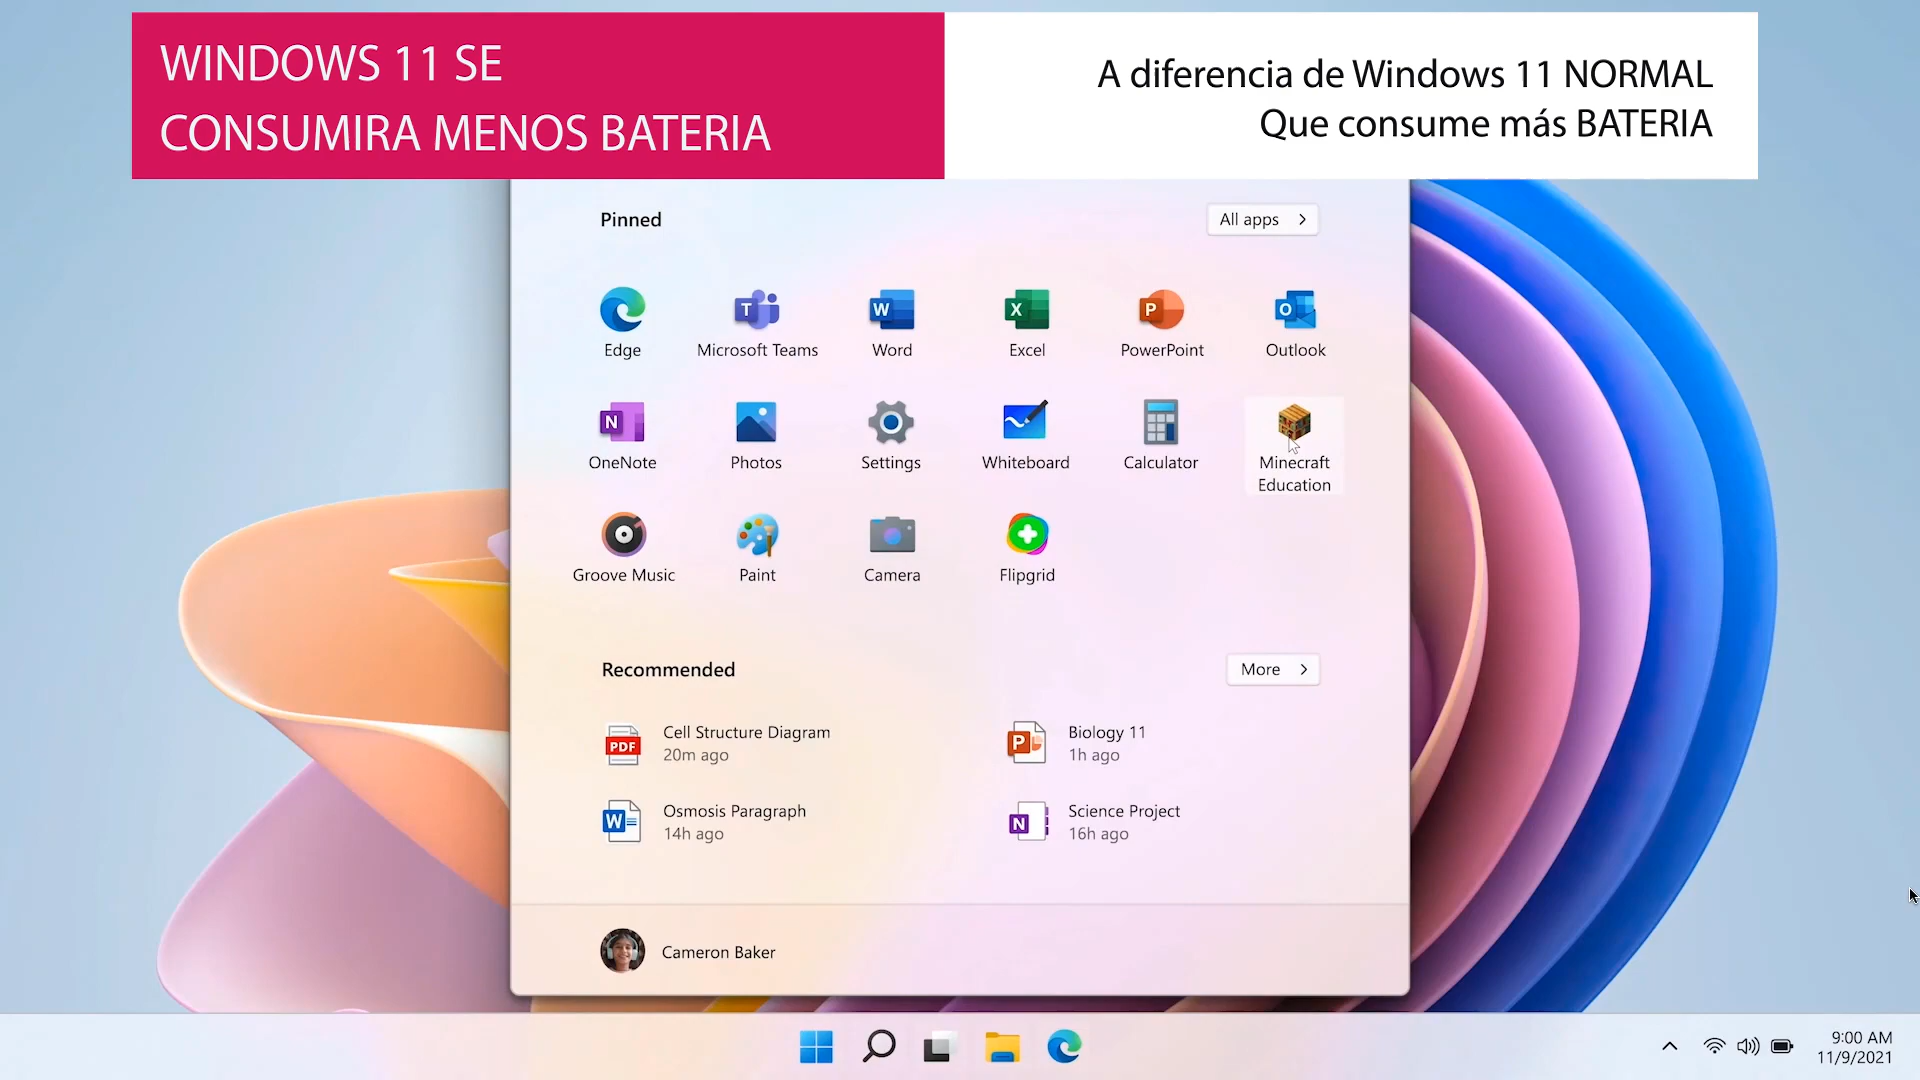 WINDOWS 11 SE
CONSUMIRA MENOS BATERIA
A diferencia de Windows 11 NORMAL
Que consume más BATERIA
Pinned
All apps
Edge
Microsoft Teams
Word
Excel
PowerPoint
Outlook
OneNote
Photos
Settings
Whiteboard
Calculator
Minecraft
Education
Groove Music
Paint
Camera
Flipgrid
Recommended
More
PDF
Cell Structure Diagram
20m ago
Biology 11
1h ago
Osmosis Paragraph
14h ago
Science Project
16h ago
Cameron Baker
9:00 AM
11/9/2021